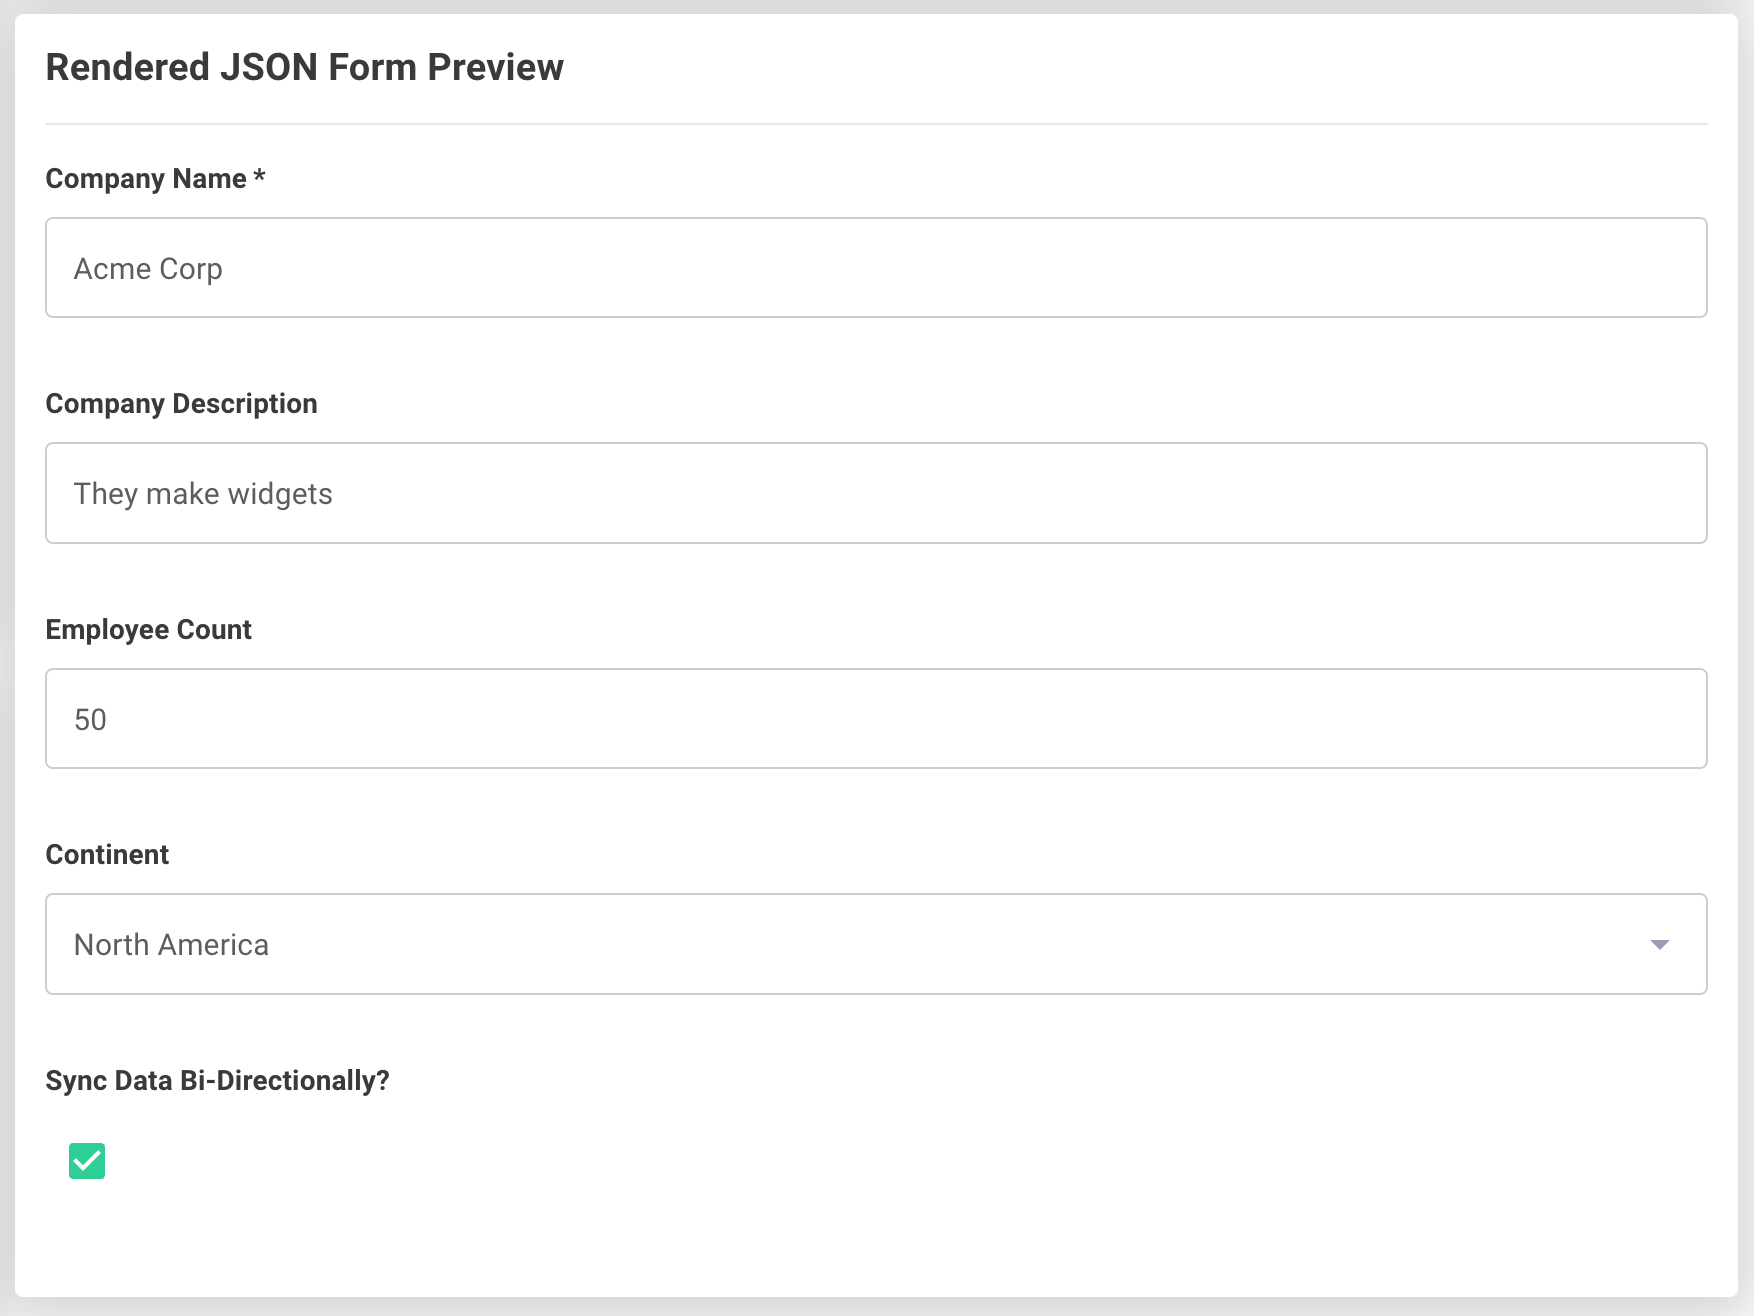 Rendered JSON Form Preview
Company Name *
Acme Corp
Company Description
They make widgets
Employee Count
50
Continent
North America
Sync Data Bi-Directionally?